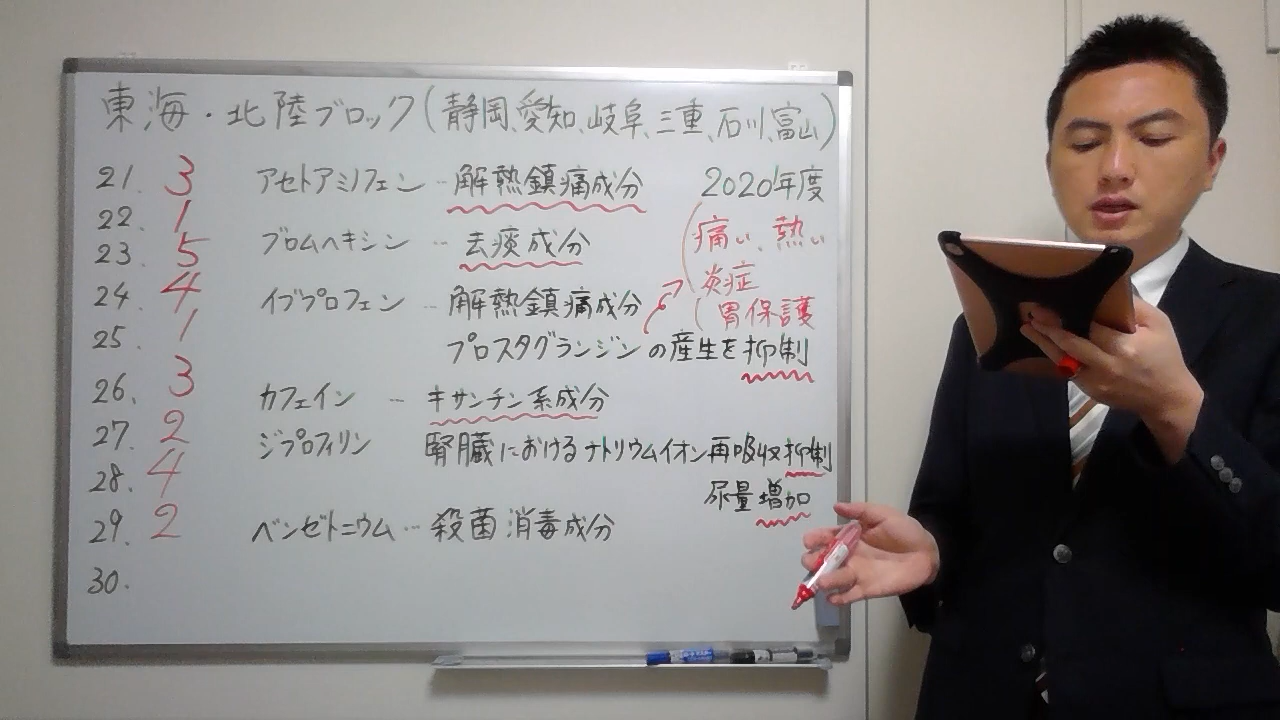 東海・北陸ブロック(静岡、愛知、岐阜、三重、石川、富山)
2020年度
21. 3 アセトアミノフェン … 解熱鎮痛成分
22. 1
23. 5 ブロムヘキシン … 去痰成分
24. 4 イブプロフェン … 解熱鎮痛成分
25. 1 プロスタグランジンの産生を抑制
痛い、熱い
炎症
胃保護
26. 3 カフェイン … キサンチン系成分
27. 2 ジプロフィリン 腎臓におけるナトリウムイオン再吸収抑制
28. 4 尿量増加
29. 2 ベンゼトニウム … 殺菌消毒成分
30.